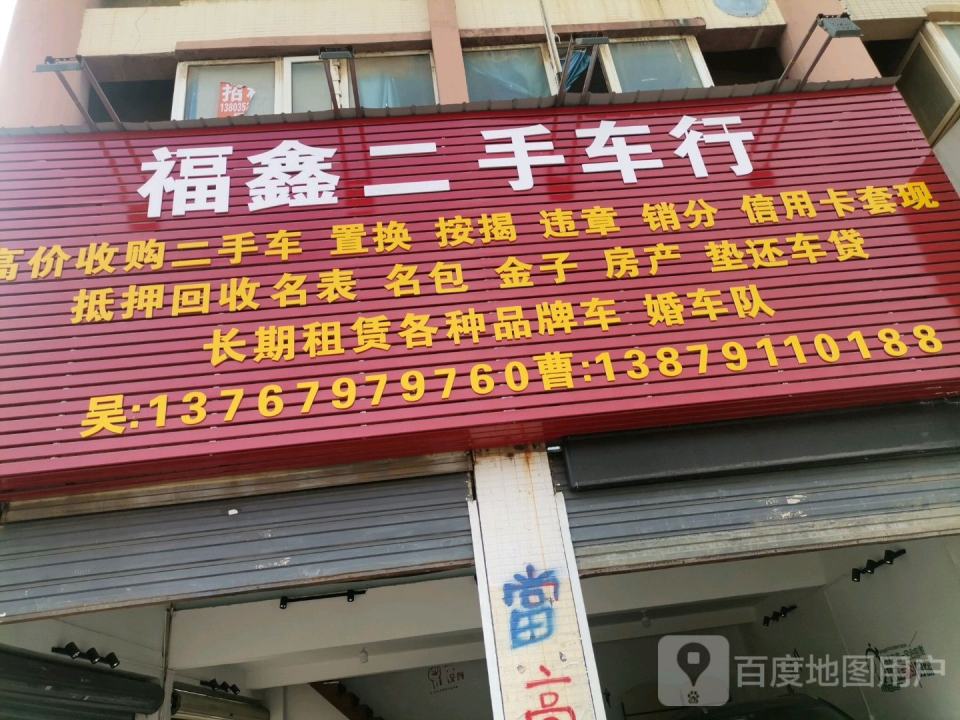 招
13803
福鑫二手车行
高价收购二手车 置换 按揭 违章 销分 信用卡套现
抵押回收名表 名包 金子 房产 垫还车贷
长期租赁各种品牌车 婚车队
吴:13767979760曹:13879110188
當
高
百度地图用户